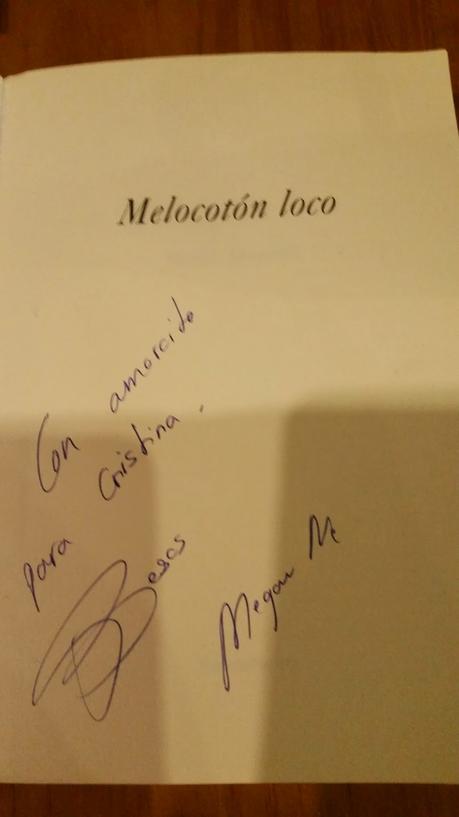 Melocotón loco
Con amorcito
para Cristina.
Besos
Megan M